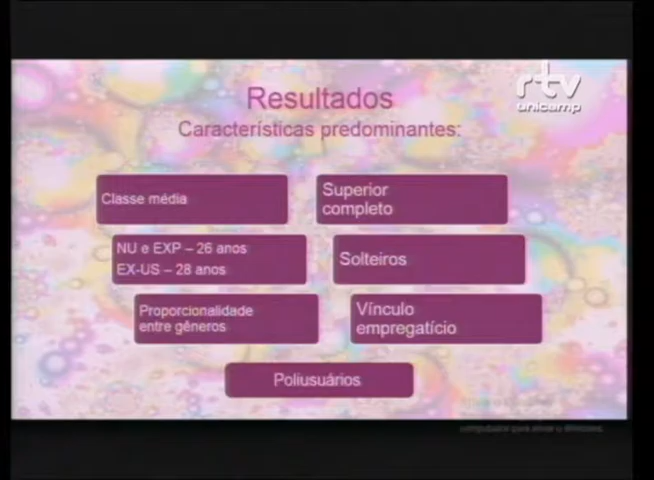 rtv
unicamp
Resultados
Características predominantes:
Classe média
Superior
completo
NU e EXP – 26 anos
EX-US – 28 anos
Solteiros
Proporcionalidade
entre gêneros
Vínculo
empregatício
Poliusuários